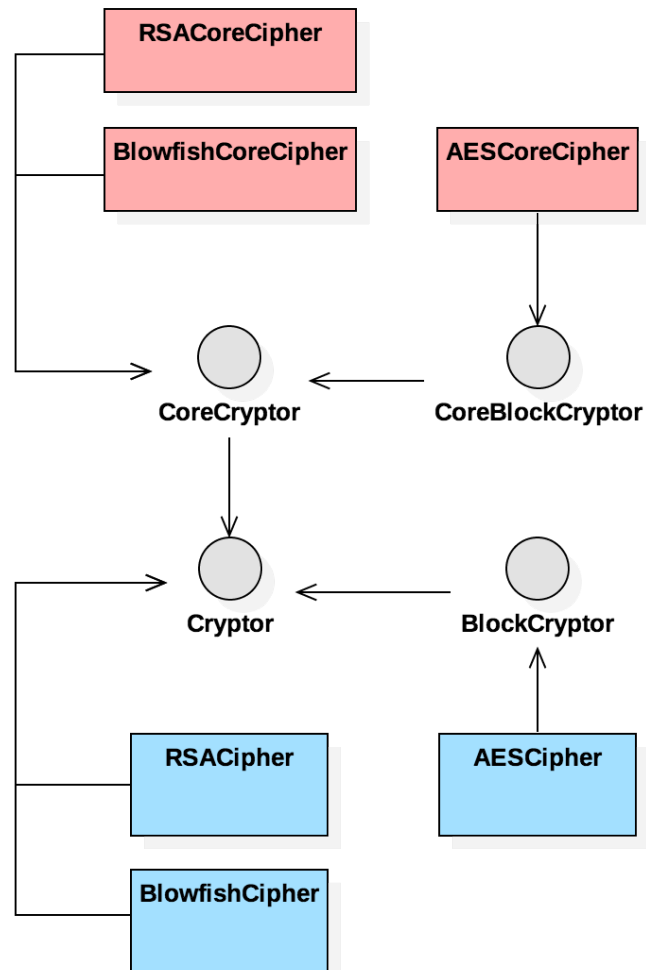 RSACoreCipher
BlowfishCoreCipher
AESCoreCipher
CoreCryptor
CoreBlockCryptor
Cryptor
BlockCryptor
RSACipher
AESCipher
BlowfishCipher